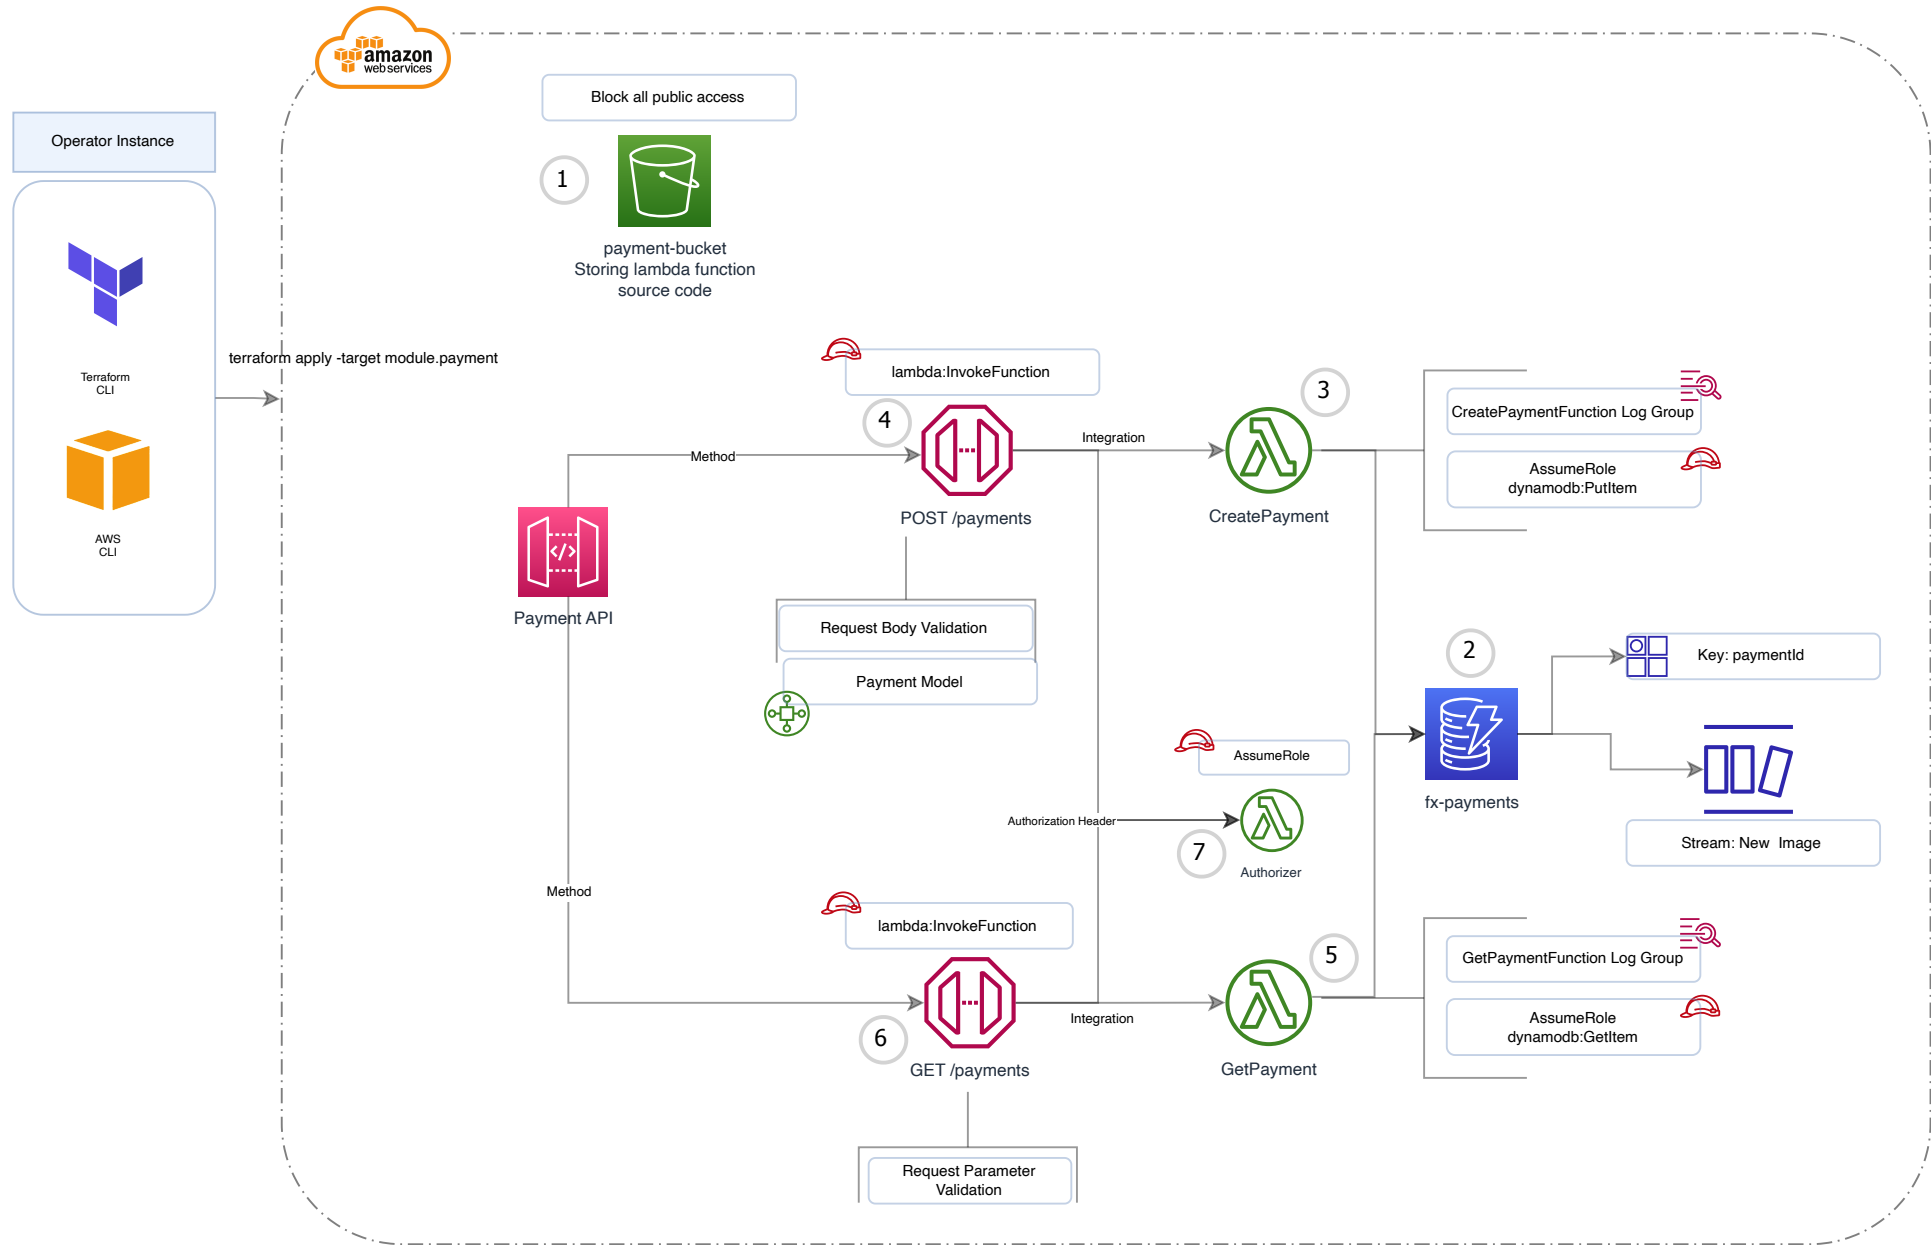 amazon
webservices
Block all public access
Operator Instance
1
payment-bucket
Storing lambda function
source code
terraform apply -target module.payment
Terraform
CLI
AWS
CLI
lambda:InvokeFunction
4
Method
POST /payments
Integration
3
CreatePayment
CreatePaymentFunction Log Group
AssumeRole
dynamodb:PutItem
</>
Payment API
Request Body Validation
Payment Model
2
fx-payments
Key: paymentId
Stream: New Image
AssumeRole
Authorization Header
7
Authorizer
Method
lambda:InvokeFunction
6
GET /payments
Integration
5
GetPayment
GetPaymentFunction Log Group
AssumeRole
dynamodb:GetItem
Request Parameter
Validation